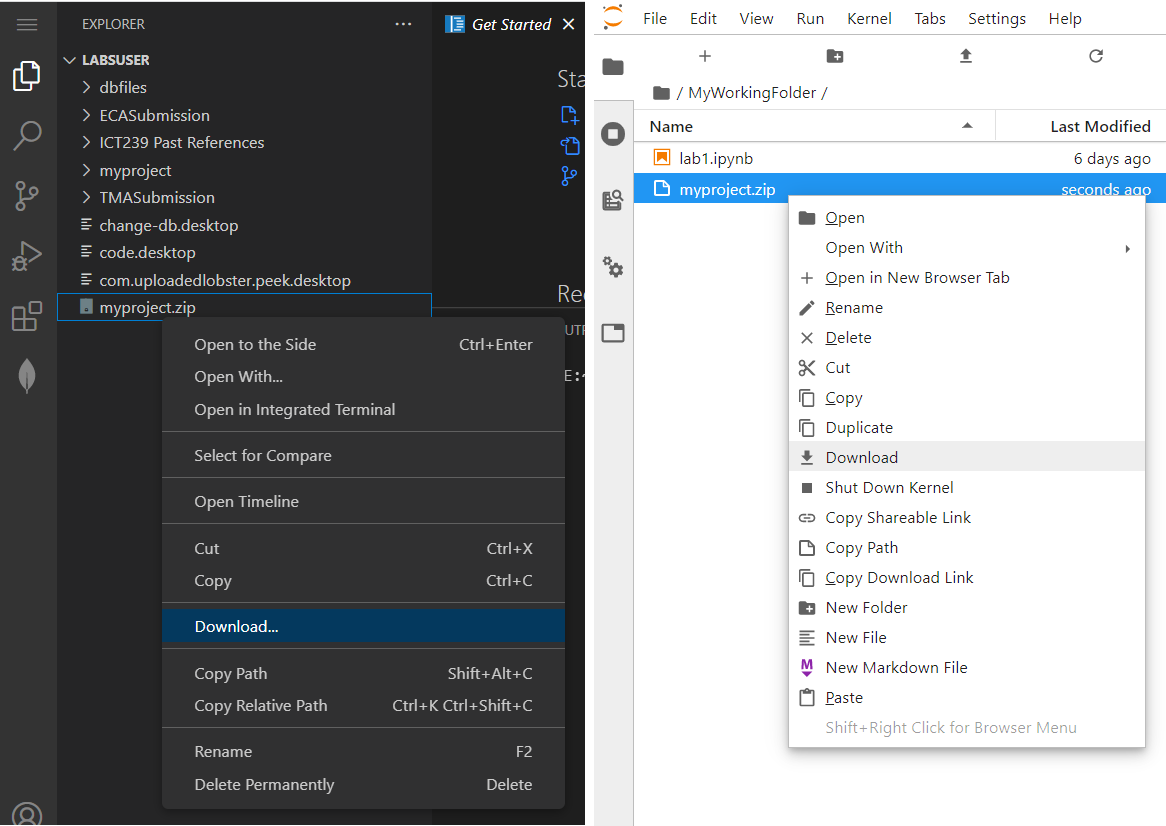 EXPLORER ...
Get Started
LABSUSER
dbfiles
ECASubmission
ICT239 Past References
myproject
TMASubmission
change-db.desktop
code.desktop
com.uploadedlobster.peek.desktop
myproject.zip
Sta
Rec
UTF
E:~
Open to the Side Ctrl+Enter
Open With...
Open in Integrated Terminal
Select for Compare
Open Timeline
Cut Ctrl+X
Copy Ctrl+C
Download...
Copy Path Shift+Alt+C
Copy Relative Path Ctrl+K Ctrl+Shift+C
Rename F2
Delete Permanently Delete
File Edit View Run Kernel Tabs Settings Help
/ MyWorkingFolder /
Name Last Modified
lab1.ipynb 6 days ago
myproject.zip seconds ago
Open
Open With
Open in New Browser Tab
Rename
Delete
Cut
Copy
Duplicate
Download
Shut Down Kernel
Copy Shareable Link
Copy Path
Copy Download Link
New Folder
New File
New Markdown File
Paste
Shift+Right Click for Browser Menu